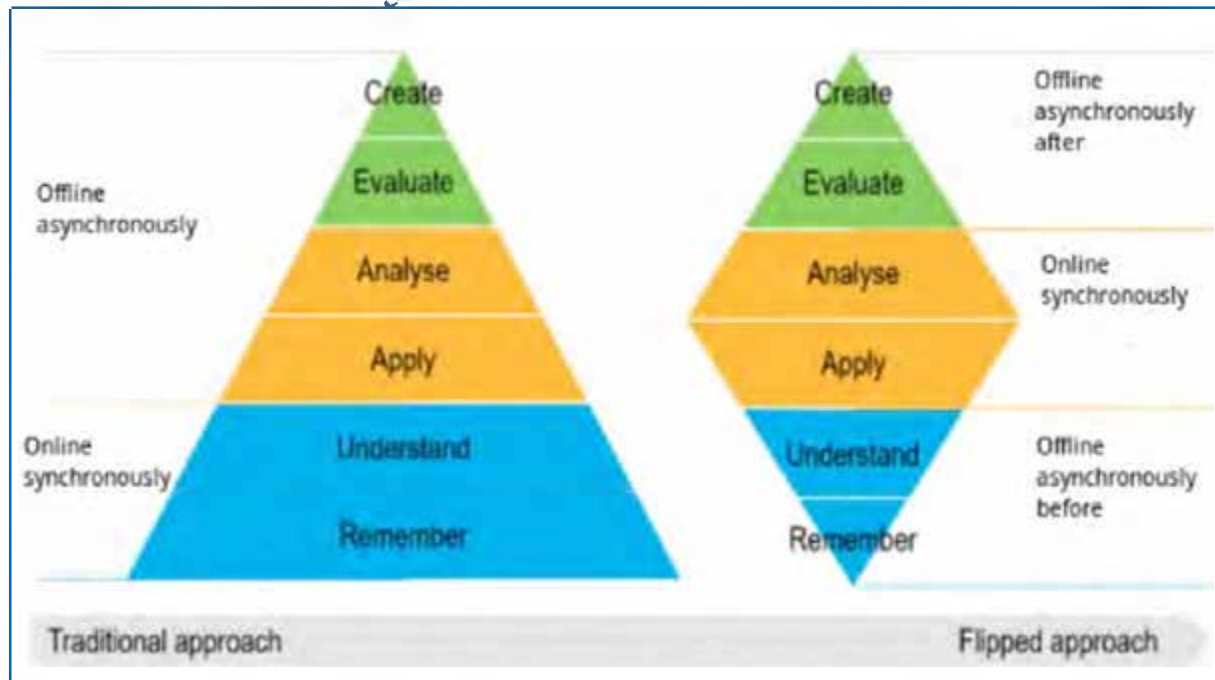 Create
Evaluate
Analyse
Apply
Understand
Remember
Offline
asynchronously
Online
synchronously
Create
Evaluate
Analyse
Apply
Understand
Remember
Offline
asynchronously
after
Online
synchronously
Offline
asynchronously
before
Traditional approach
Flipped approach